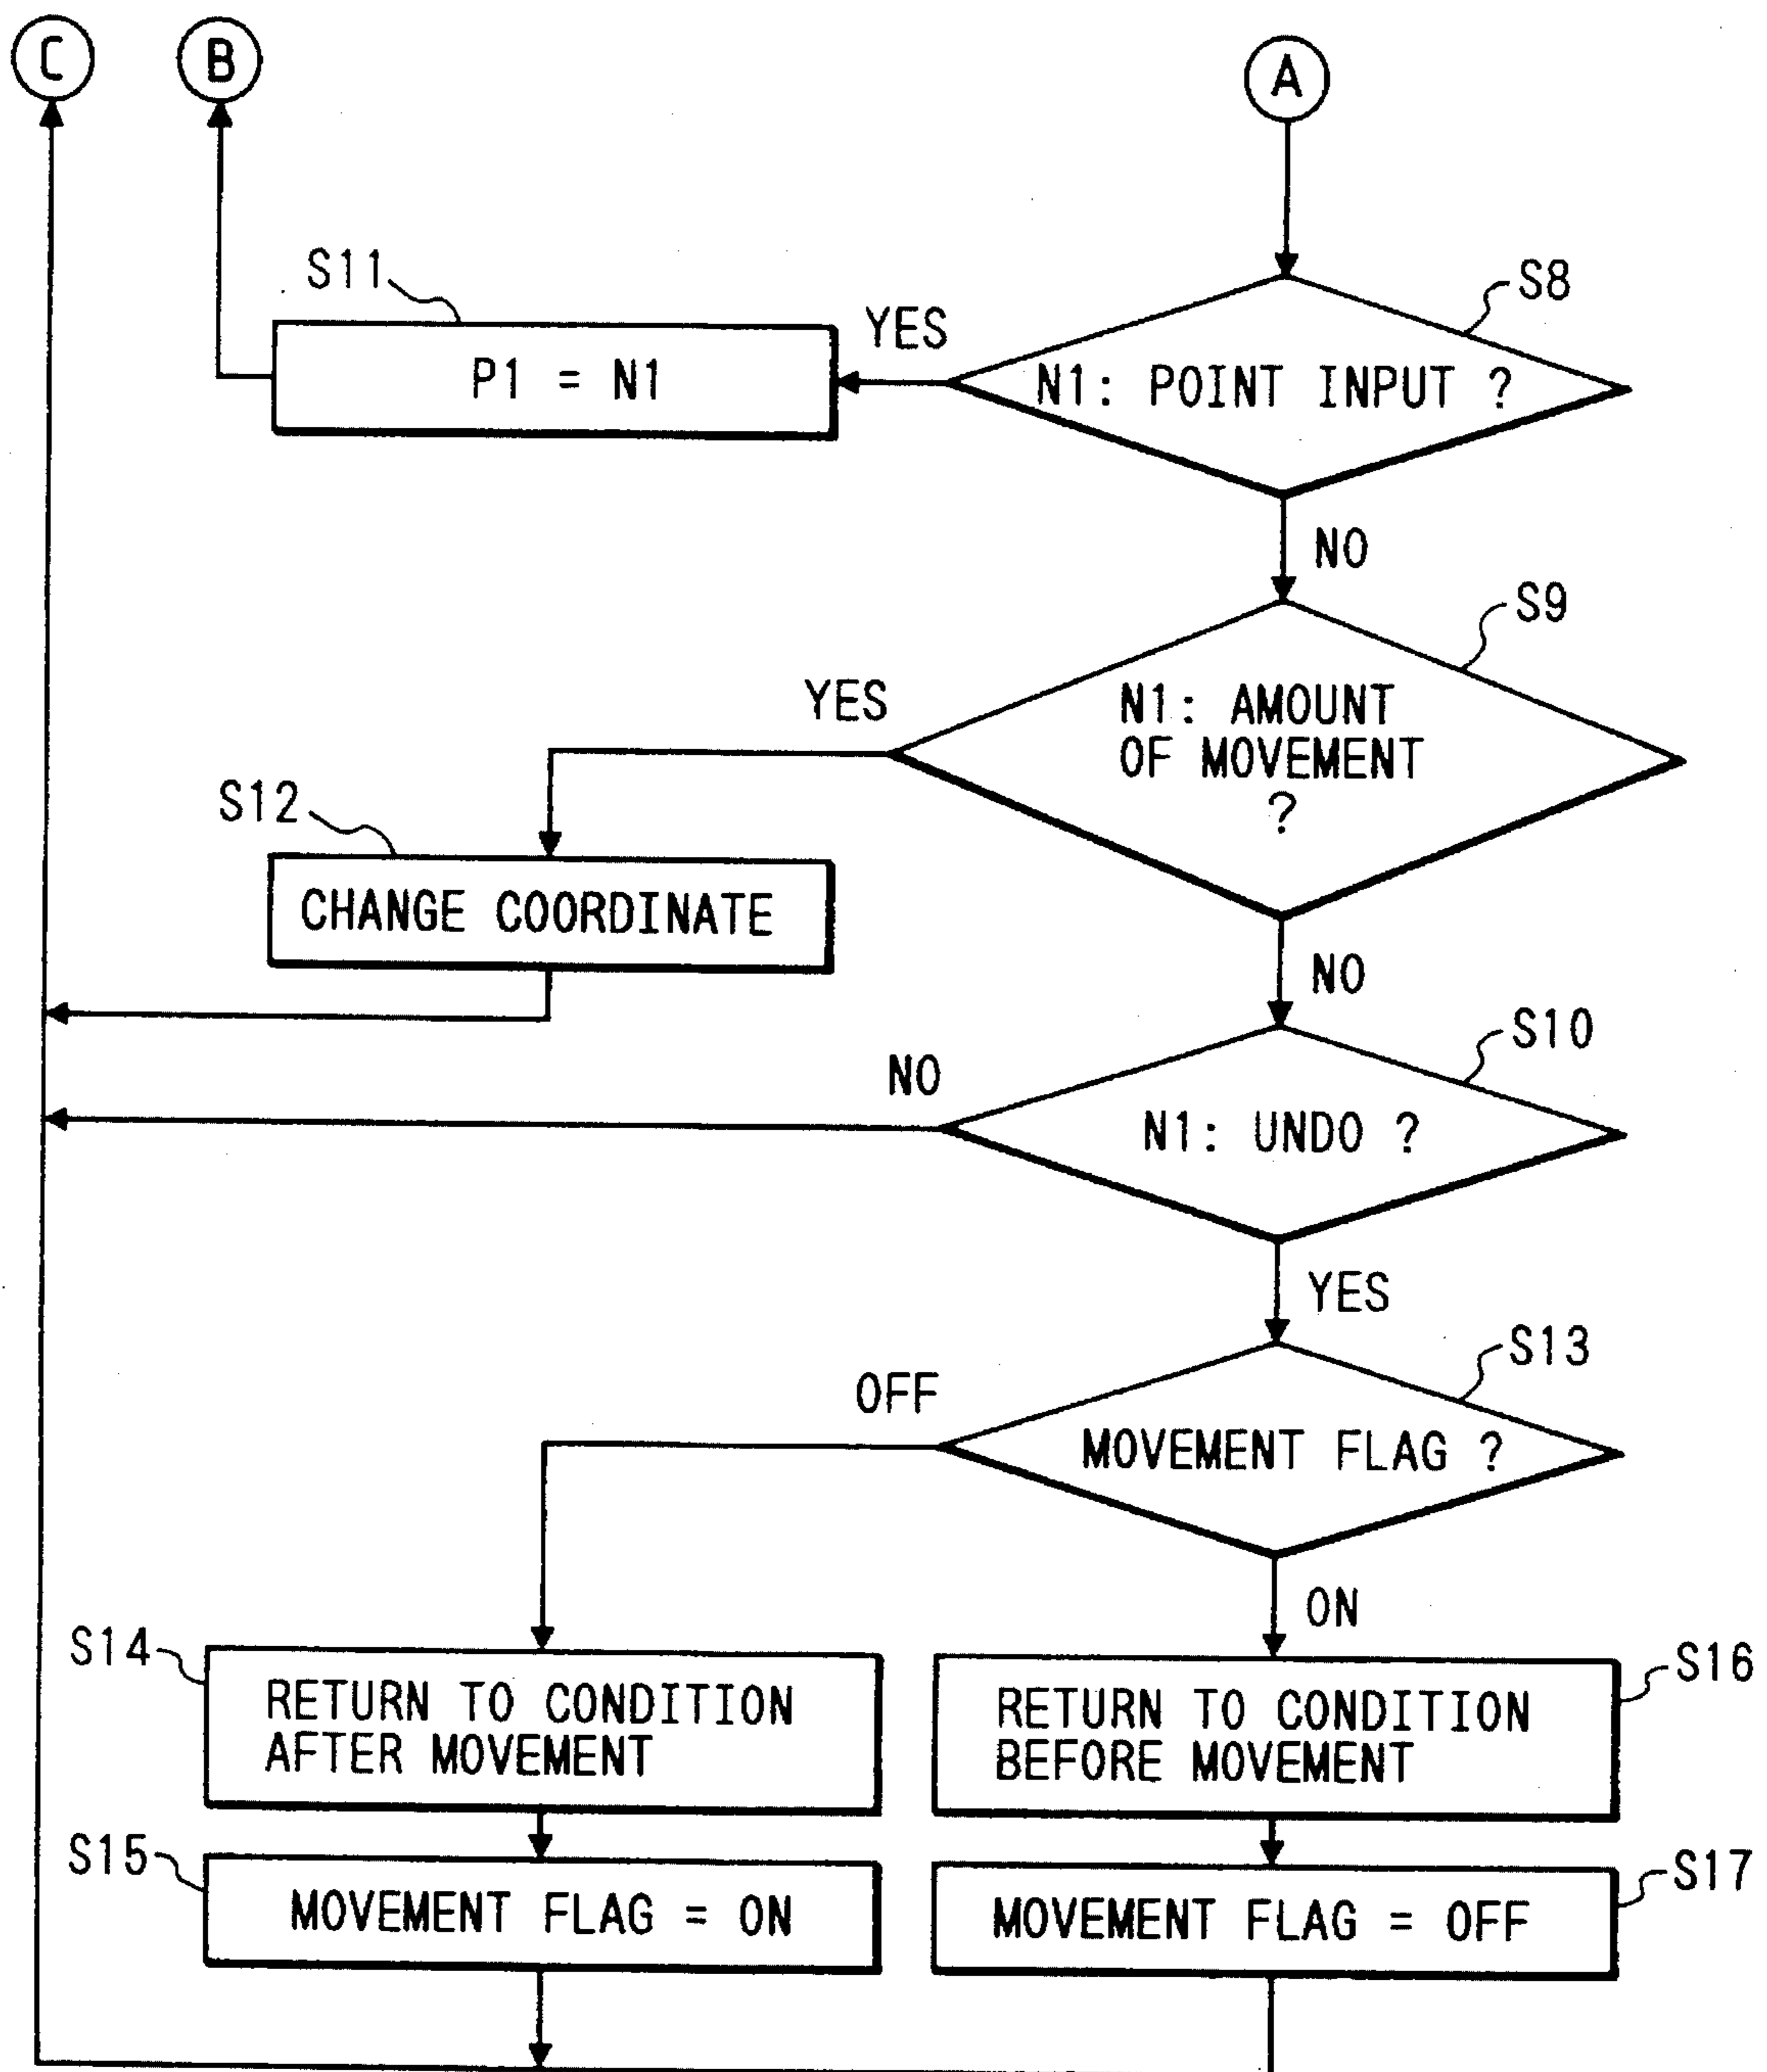 C
B
A
S11
YES
S8
P1 = N1
N1: POINT INPUT ?
NO
S9
YES
N1: AMOUNT
OF MOVEMENT
?
S12
CHANGE COORDINATE
NO
S10
NO
N1: UNDO ?
YES
S13
OFF
MOVEMENT FLAG ?
ON
S14
RETURN TO CONDITION
AFTER MOVEMENT
S16
RETURN TO CONDITION
BEFORE MOVEMENT
S15
MOVEMENT FLAG = ON
S17
MOVEMENT FLAG = OFF